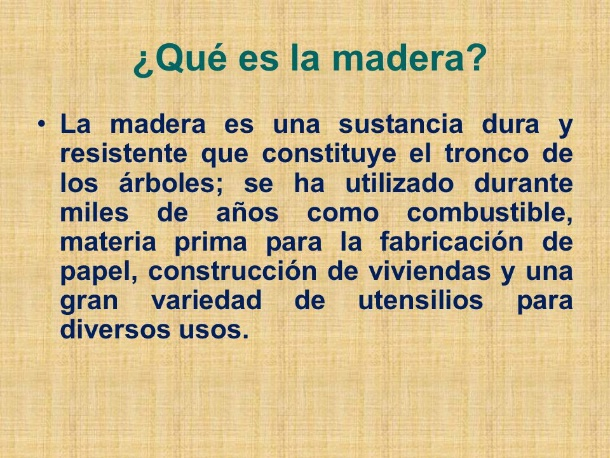 ¿Qué es la madera?
• La madera es una sustancia dura y
resistente que constituye el tronco de
los árboles; se ha utilizado durante
miles de años como combustible,
materia prima para la fabricación de
papel, construcción de viviendas y una
gran variedad de utensilios para
diversos usos.